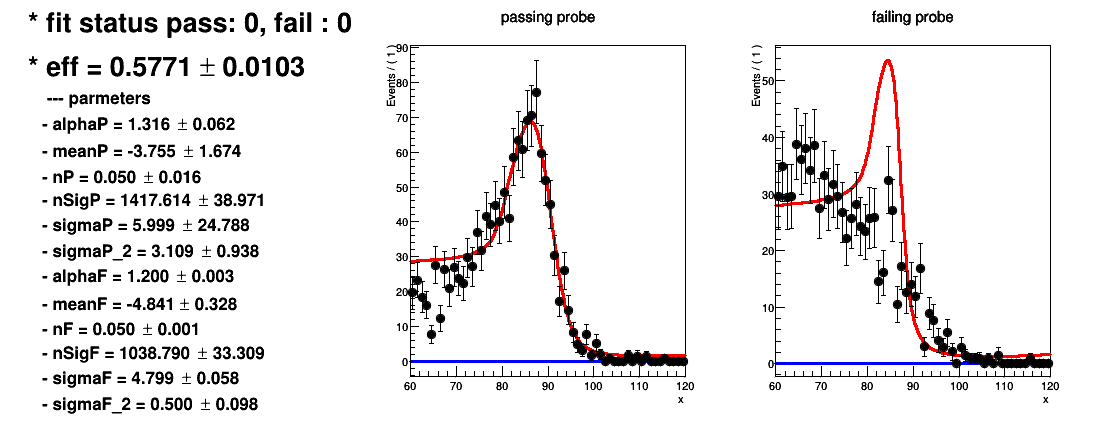 * fit status pass: 0, fail : 0
* eff = 0.5771 ± 0.0103
--- parmeters
- alphaP = 1.316 ± 0.062
- meanP = -3.755 ± 1.674
- nP = 0.050 ± 0.016
- nSigP = 1417.614 ± 38.971
- sigmaP = 5.999 ± 24.788
- sigmaP_2 = 3.109 ± 0.938
- alphaF = 1.200 ± 0.003
- meanF = -4.841 ± 0.328
- nF = 0.050 ± 0.001
- nSigF = 1038.790 ± 33.309
- sigmaF = 4.799 ± 0.058
- sigmaF_2 = 0.500 ± 0.098
passing probe
Events / ( 1 )
90
80
70
60
50
40
30
20
10
0
60 70 80 90 100 110 120
x
failing probe
Events / ( 1 )
50
40
30
20
10
0
60 70 80 90 100 110 120
x